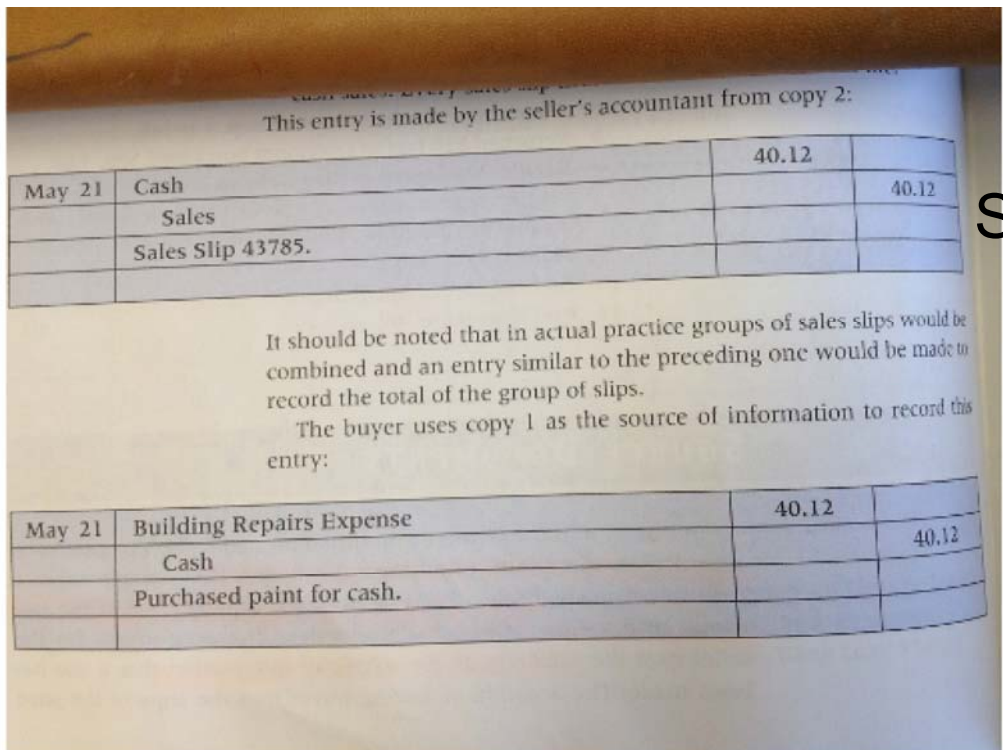 This entry is made by the seller's accountant from copy 2:
May 21 Cash 40.12
Sales 40.12
Sales Slip 43785.
S
It should be noted that in actual practice groups of sales slips would be
combined and an entry similar to the preceding one would be made to
record the total of the group of slips.
The buyer uses copy 1 as the source of information to record this
entry:
May 21 Building Repairs Expense 40.12
Cash 40.12
Purchased paint for cash.